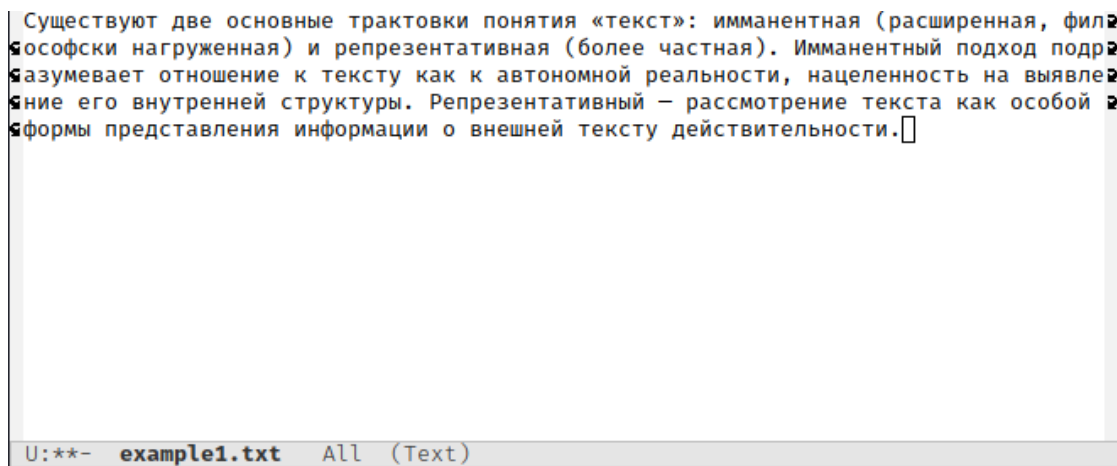 Существуют две основные трактовки понятия «текст»: имманентная (расширенная, фил
ософски нагруженная) и репрезентативная (более частная). Имманентный подход подр
азумевает отношение к тексту как к автономной реальности, нацеленность на выявле
ние его внутренней структуры. Репрезентативный — рассмотрение текста как особой
формы представления информации о внешней тексту действительности.
U:**-  example1.txt   All  (Text)